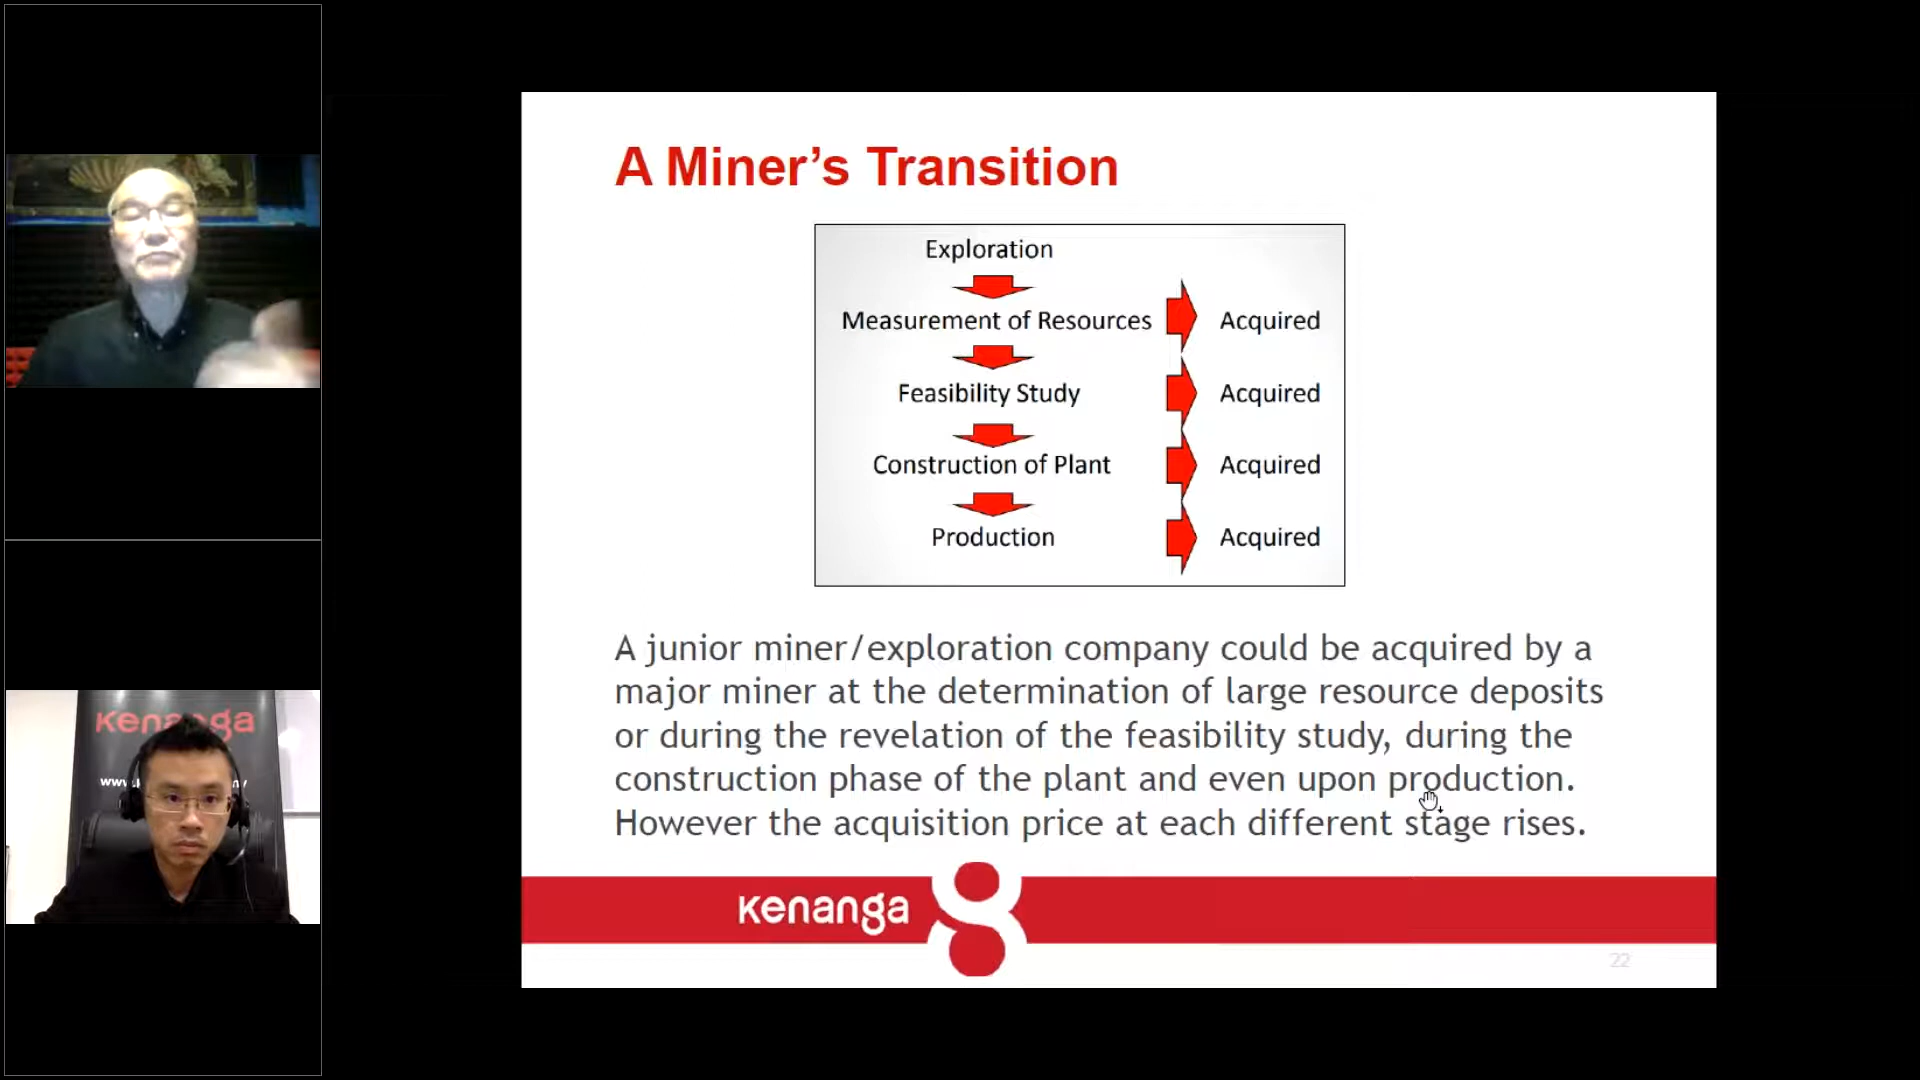 A Miner's Transition
Exploration
Measurement of Resources Acquired
Feasibility Study Acquired
Construction of Plant Acquired
Production Acquired
A junior miner/exploration company could be acquired by a
major miner at the determination of large resource deposits
or during the revelation of the feasibility study, during the
construction phase of the plant and even upon production.
However the acquisition price at each different stage rises.
kenanga
22
kenanga